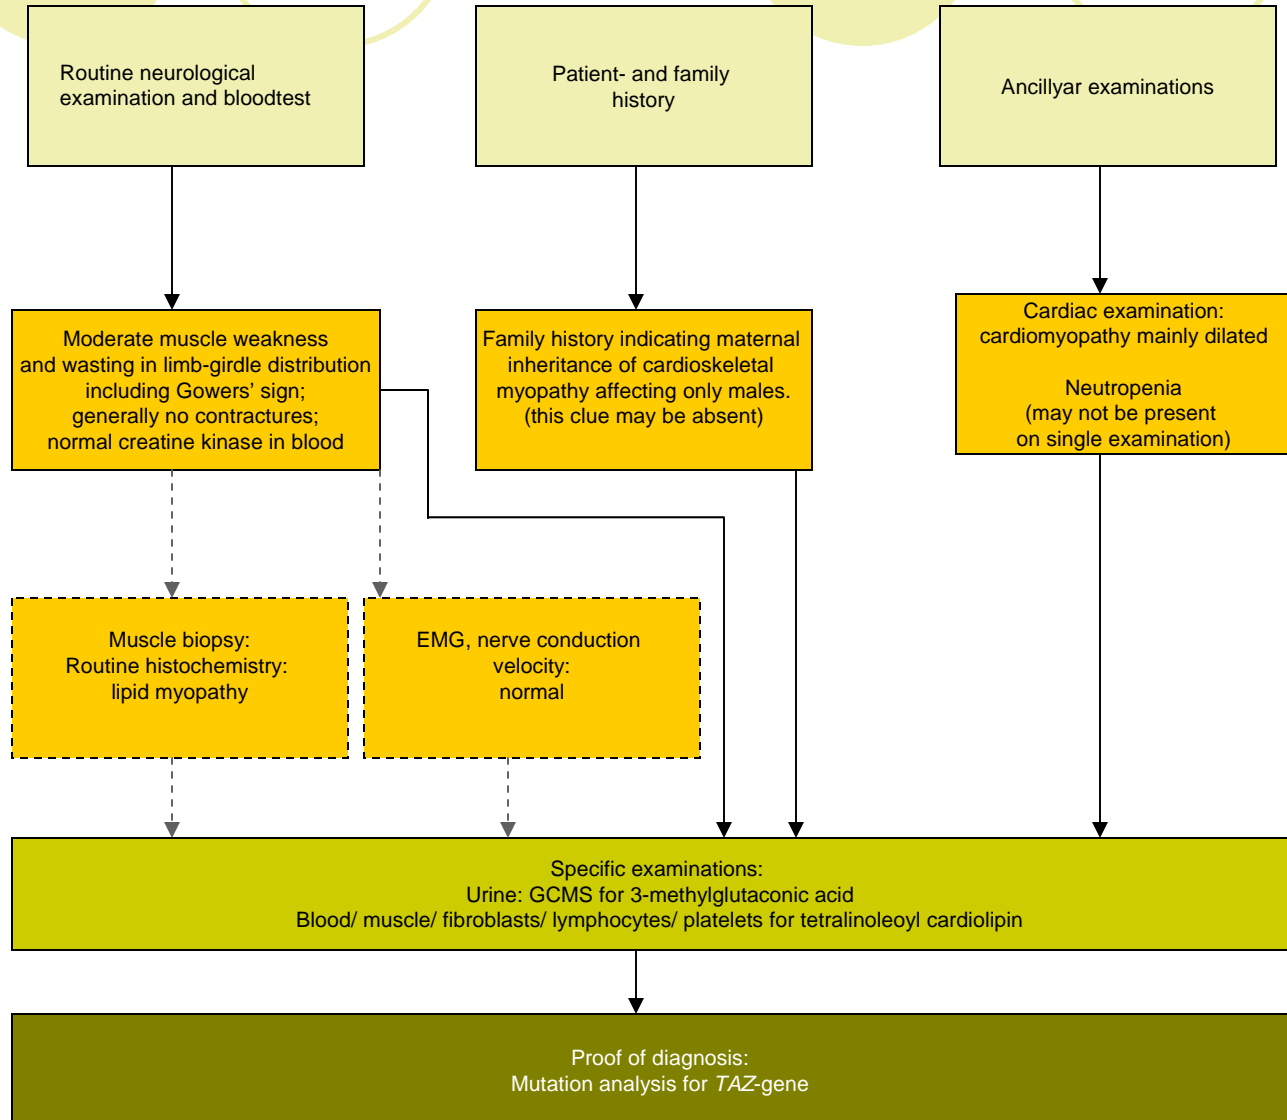 Routine neurological
examination and bloodtest
Patient- and family
history
Ancillyar examinations
Moderate muscle weakness
and wasting in limb-girdle distribution
including Gowers’ sign;
generally no contractures;
normal creatine kinase in blood
Family history indicating maternal
inheritance of cardioskeletal
myopathy affecting only males.
(this clue may be absent)
Cardiac examination:
cardiomyopathy mainly dilated
Neutropenia
(may not be present
on single examination)
Muscle biopsy:
Routine histochemistry:
lipid myopathy
EMG, nerve conduction
velocity:
normal
Specific examinations:
Urine: GCMS for 3-methylglutaconic acid
Blood/ muscle/ fibroblasts/ lymphocytes/ platelets for tetralinoleoyl cardiolipin
Proof of diagnosis:
Mutation analysis for TAZ-gene